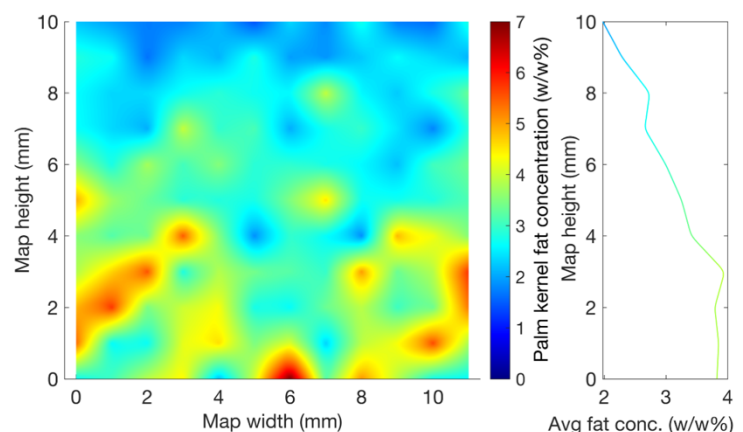 10
8
6
4
2
0
Map height (mm)
0 2 4 6 8 10
Map width (mm)
7
6
5
4
3
2
1
0
Palm kernel fat concentration (w/w%)
10
8
6
4
2
0
Map height (mm)
2 3 4
Avg fat conc. (w/w%)